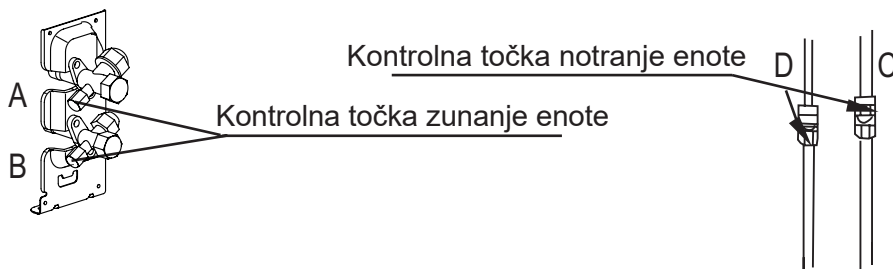 Kontrolna točka notranje enote
D
C
A
Kontrolna točka zunanje enote
B